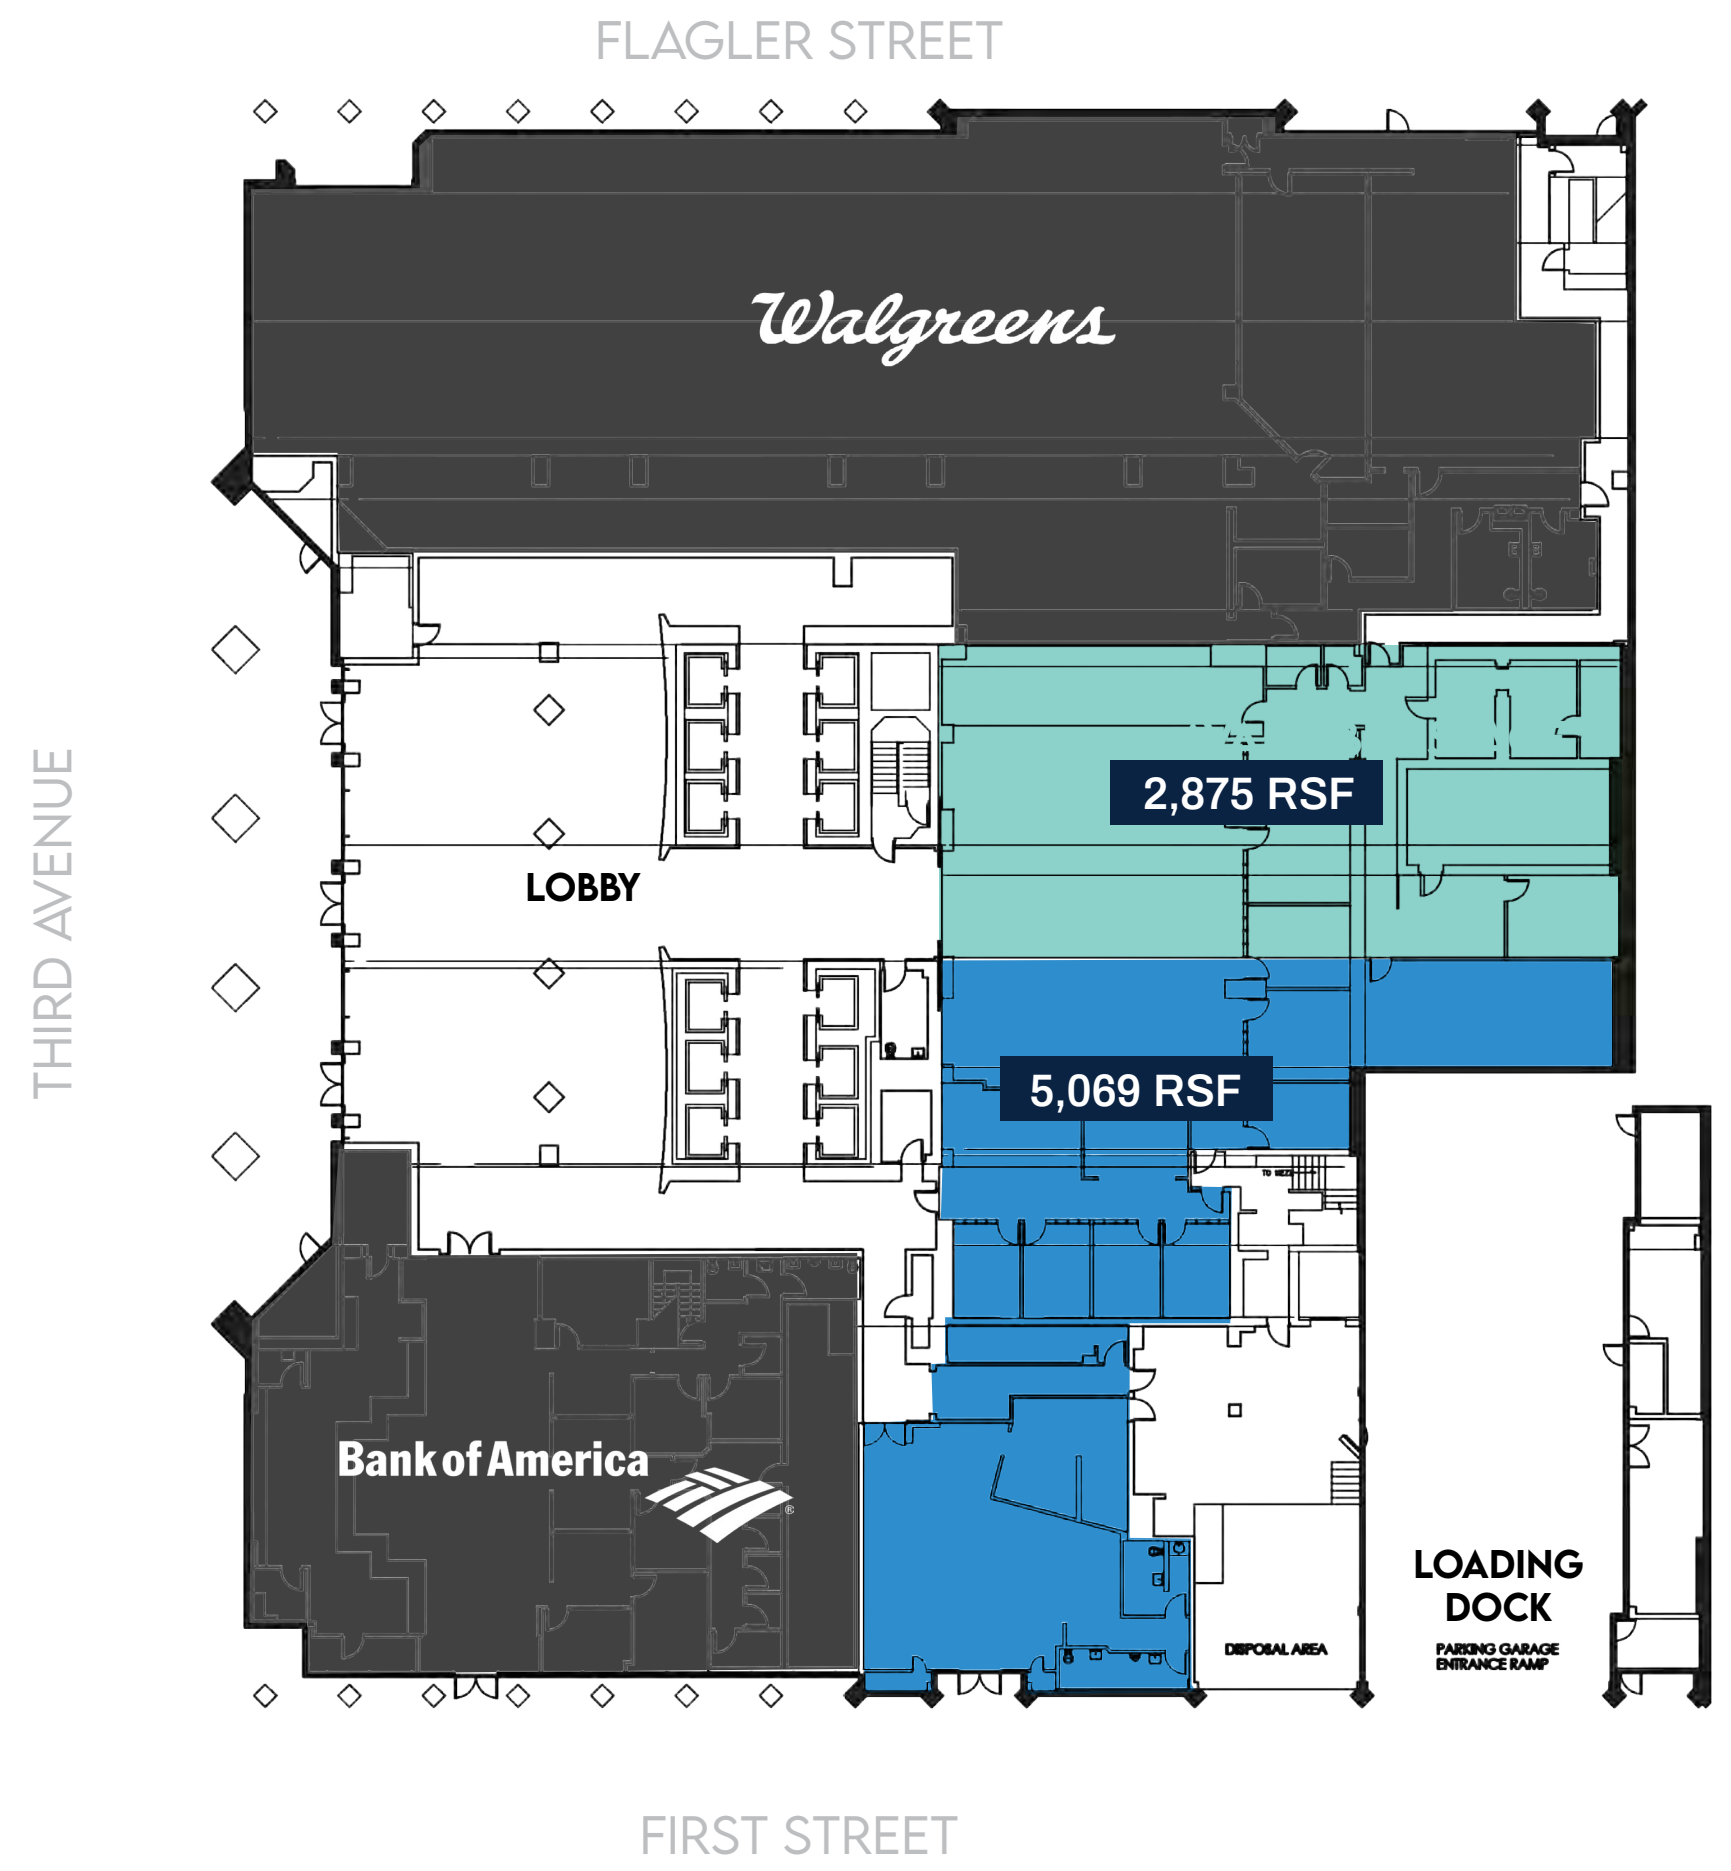 FLAGLER STREET
Walgreens
2,875 RSF
THIRD AVENUE
LOBBY
5,069 RSF
Bank of America
®
LOADING
DOCK
DISPOSAL AREA
PARKING GARAGE
ENTRANCE RAMP
FIRST STREET